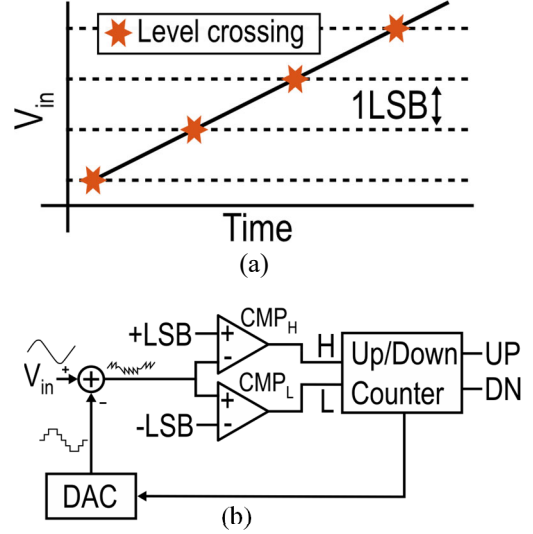 Level crossing
V_in
1LSB
Time
(a)
+LSB
+
-
CMP_H
H
Up/Down
UP
V_in
+
-
+
-
CMP_L
L
Counter
DN
-LSB
DAC
(b)